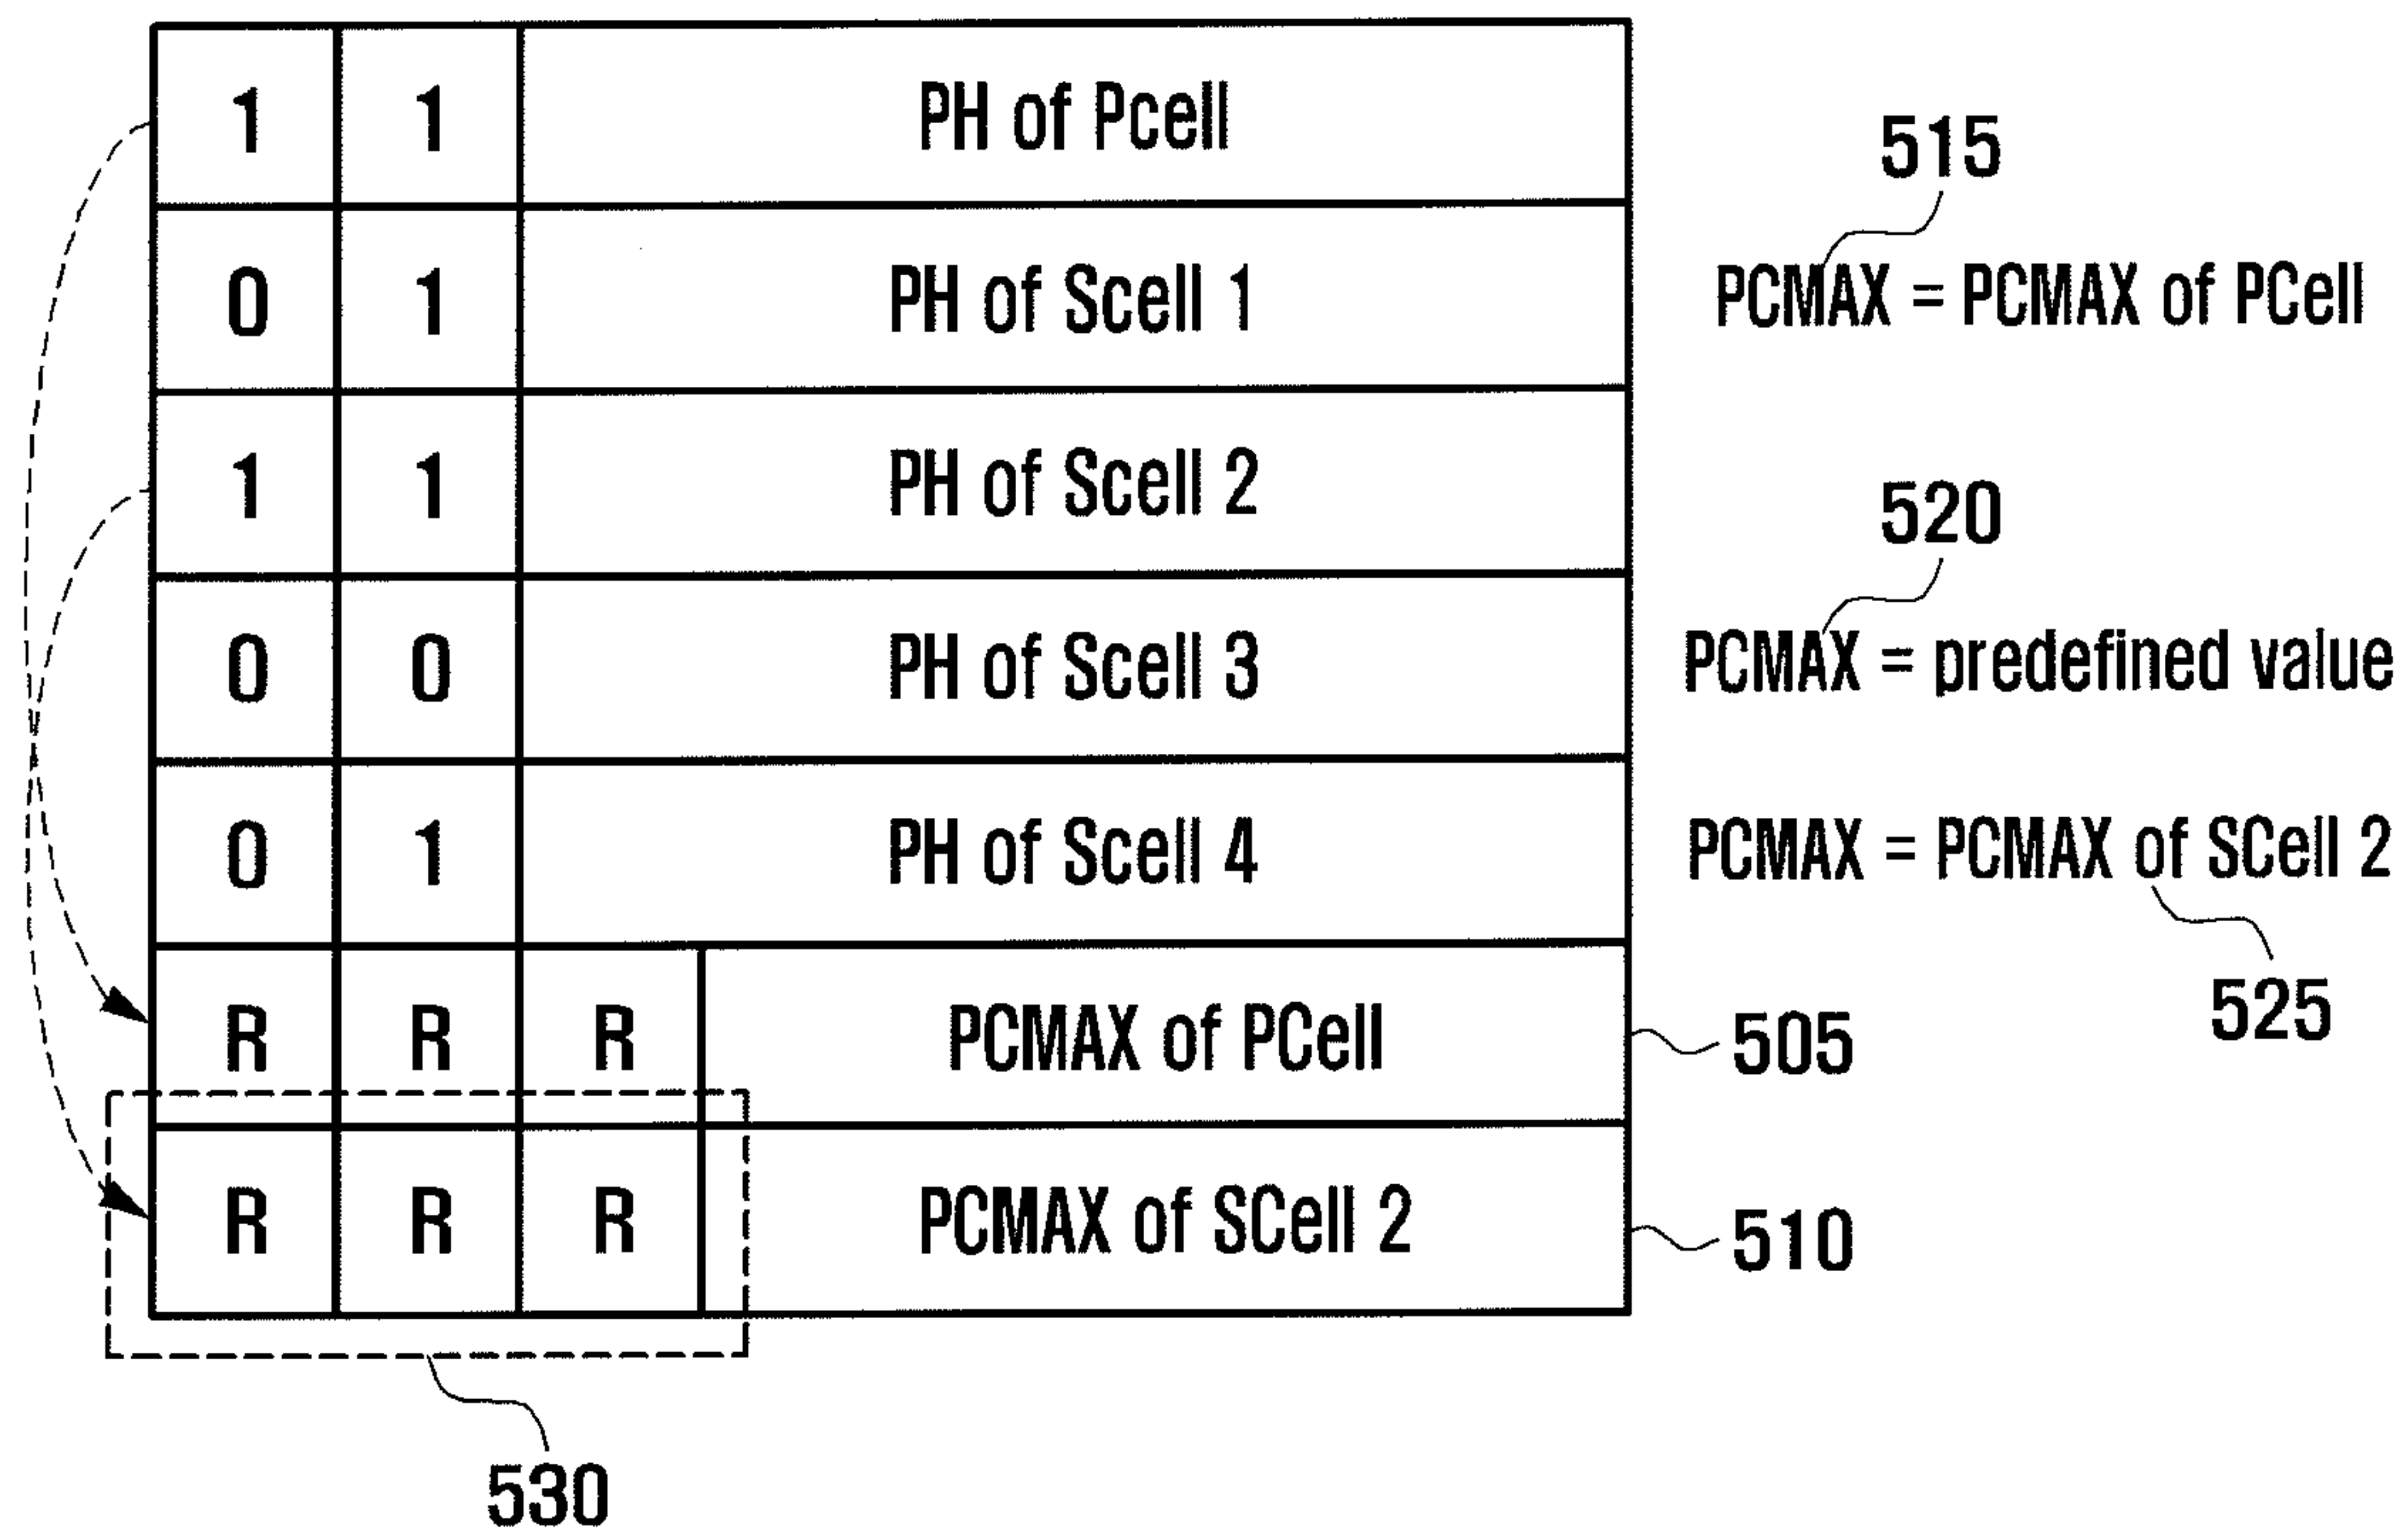 1 1 PH of Pcell
515
0 1 PH of Scell 1 PCMAX = PCMAX of PCell
1 1 PH of Scell 2
520
0 0 PH of Scell 3 PCMAX = predefined value
0 1 PH of Scell 4 PCMAX = PCMAX of SCell 2
525
R R R PCMAX of PCell 505
R R R PCMAX of SCell 2 510
530